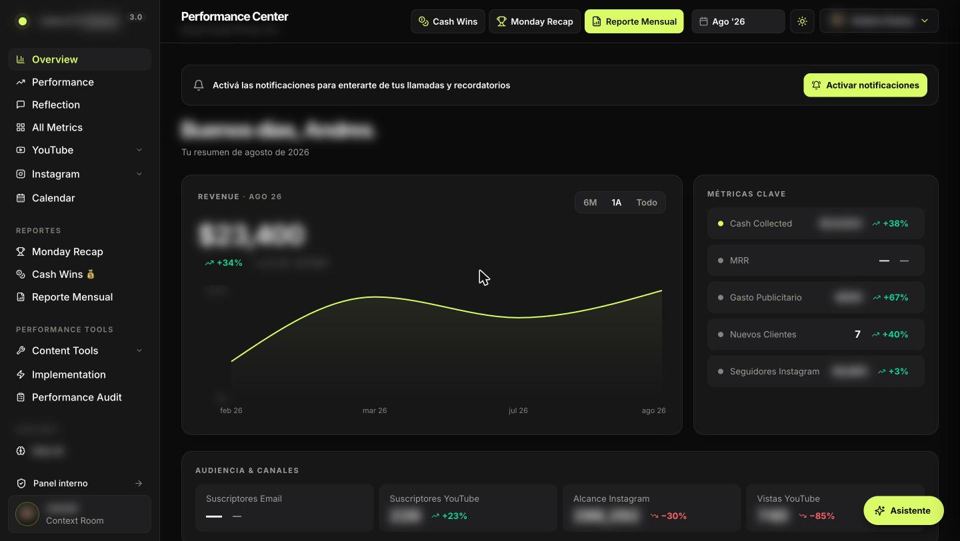 3.0
Overview
Performance
Reflection
All Metrics
YouTube
Instagram
Calendar
REPORTES
Monday Recap
Cash Wins 💰
Reporte Mensual
PERFORMANCE TOOLS
Content Tools
Implementation
Performance Audit
Panel interno
Context Room
Performance Center
Cash Wins
Monday Recap
Reporte Mensual
Ago '26
Activá las notificaciones para enterarte de tus llamadas y recordatorios
Activar notificaciones
Tu resumen de agosto de 2026
REVENUE · AGO 26
6M 1A Todo
+34%
feb 26 mar 26 jul 26 ago 26
MÉTRICAS CLAVE
Cash Collected +38%
MRR — —
Gasto Publicitario +67%
Nuevos Clientes 7 +40%
Seguidores Instagram +3%
AUDIENCIA & CANALES
Suscriptores Email
— —
Suscriptores YouTube
+23%
Alcance Instagram
−30%
Vistas YouTube
−85%
Asistente